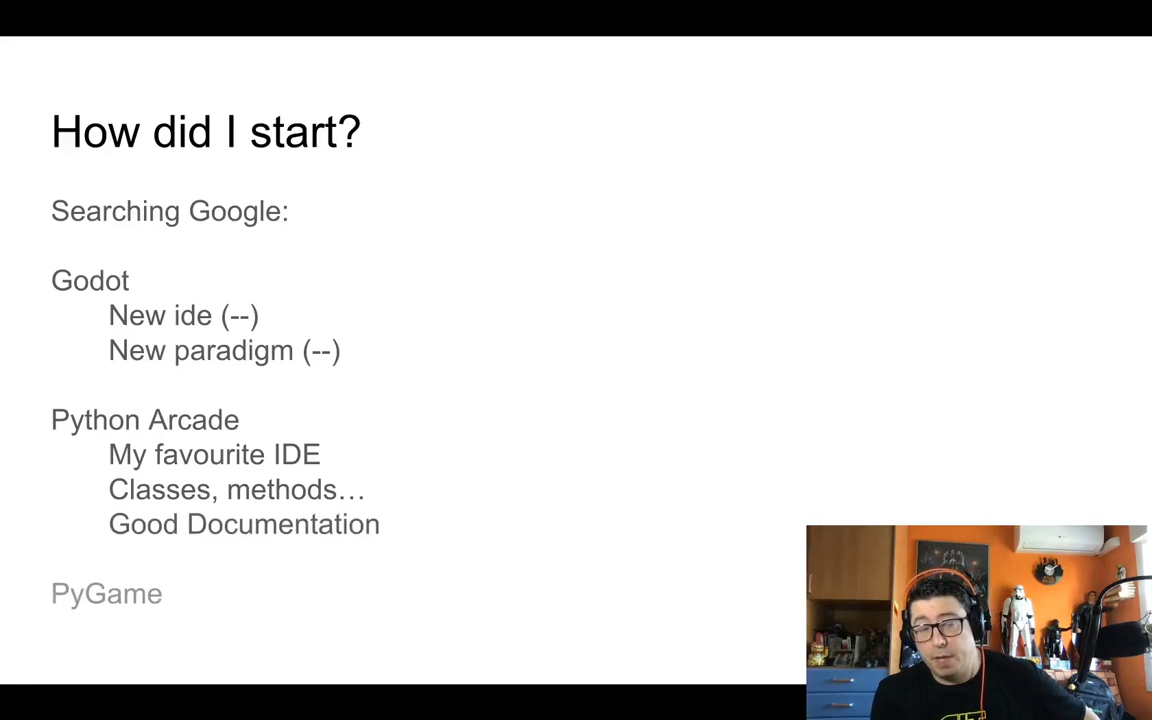 How did I start?
Searching Google:
Godot
New ide (--)
New paradigm (--)
Python Arcade
My favourite IDE
Classes, methods…
Good Documentation
PyGame